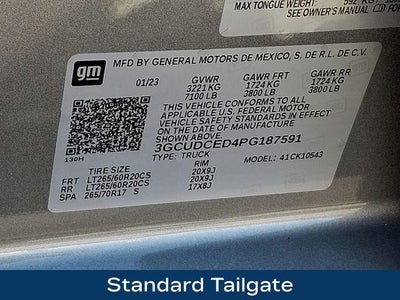 MAX TONGUE WEIGHT: 592 KG
SEE OWNER'S MANUAL FOR
gm
MFD BY GENERAL MOTORS DE MEXICO, S. DE R.L. DE C.V.
01/23 GVWR GAWR FRT GAWR RR
3221 KG 1724 KG 1724 KG
7100 LB 3800 LB 3800 LB
THIS VEHICLE CONFORMS TO ALL
APPLICABLE U.S. FEDERAL MOTOR
VEHICLE SAFETY STANDARDS IN EFFECT ON
THE DATE OF MANUFACTURE SHOWN ABOVE.
3GCUDCED4PG187591
130H TYPE: TRUCK
TIRE SIZE RIM MODEL: 41CK10543
FRT LT265/60R20CS 20X9J
RR LT265/60R20CS 20X9J
SPA 265/70R17 S 17X8J
Standard Tailgate